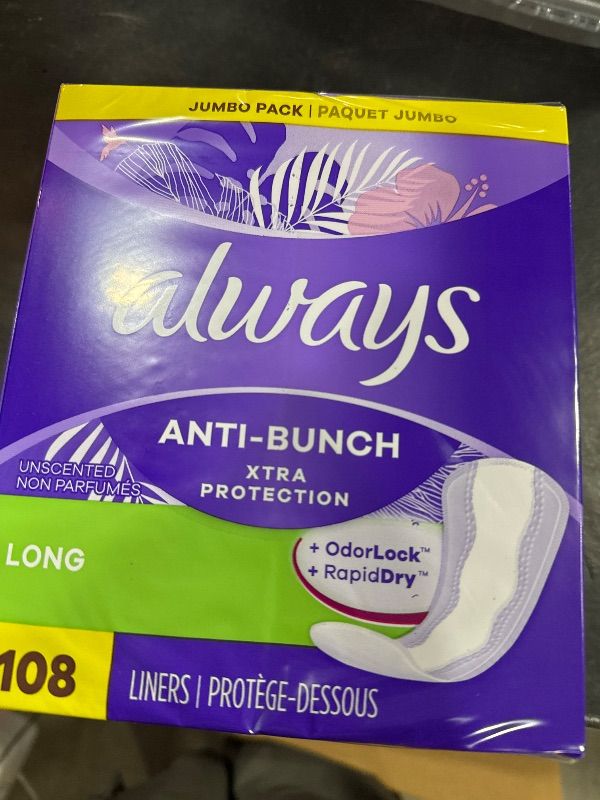 JUMBO PACK | PAQUET JUMBO
always
ANTI-BUNCH
XTRA
PROTECTION
UNSCENTED
NON PARFUMÉS
LONG
+ OdorLock™
+ RapidDry™
108
LINERS | PROTÈGE-DESSOUS